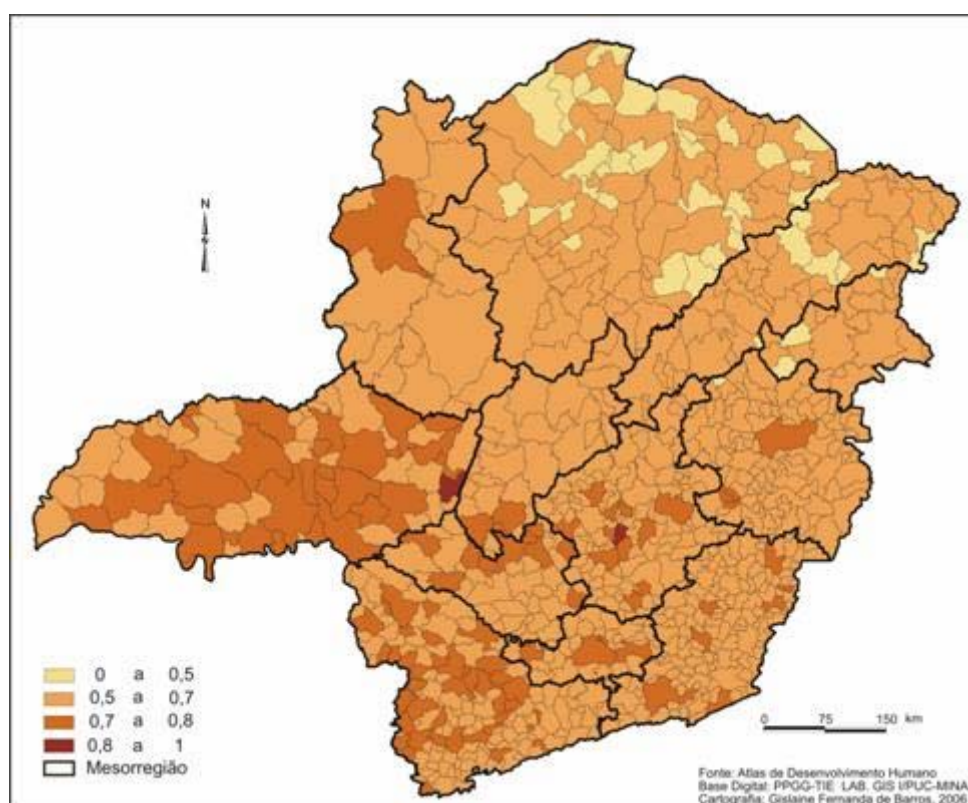 N
0 a 0,5
0,5 a 0,7
0,7 a 0,8
0,8 a 1
Mesorregião
0 75 150 km
Fonte: Atlas de Desenvolvimento Humano
Base Digital: PPGG-TIE LAB. GIS I/PUC-MINA
Cartografia: Gislaine Fernanda de Barros, 2006